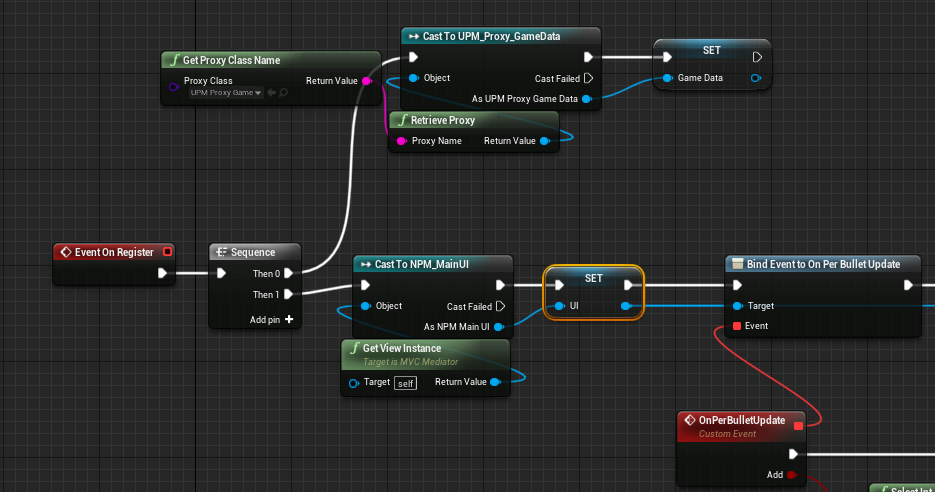 Cast To UPM_Proxy_GameData
Object
Cast Failed
As UPM Proxy Game Data
SET
Game Data
Get Proxy Class Name
Proxy Class
UPM Proxy Game
Return Value
Retrieve Proxy
Proxy Name
Return Value
Event On Register
Sequence
Then 0
Then 1
Add pin
Cast To NPM_MainUI
Object
Cast Failed
As NPM Main UI
SET
UI
Bind Event to On Per Bullet Update
Target
Event
Get View Instance
Target is MVC Mediator
Target self
Return Value
OnPerBulletUpdate
Custom Event
Add